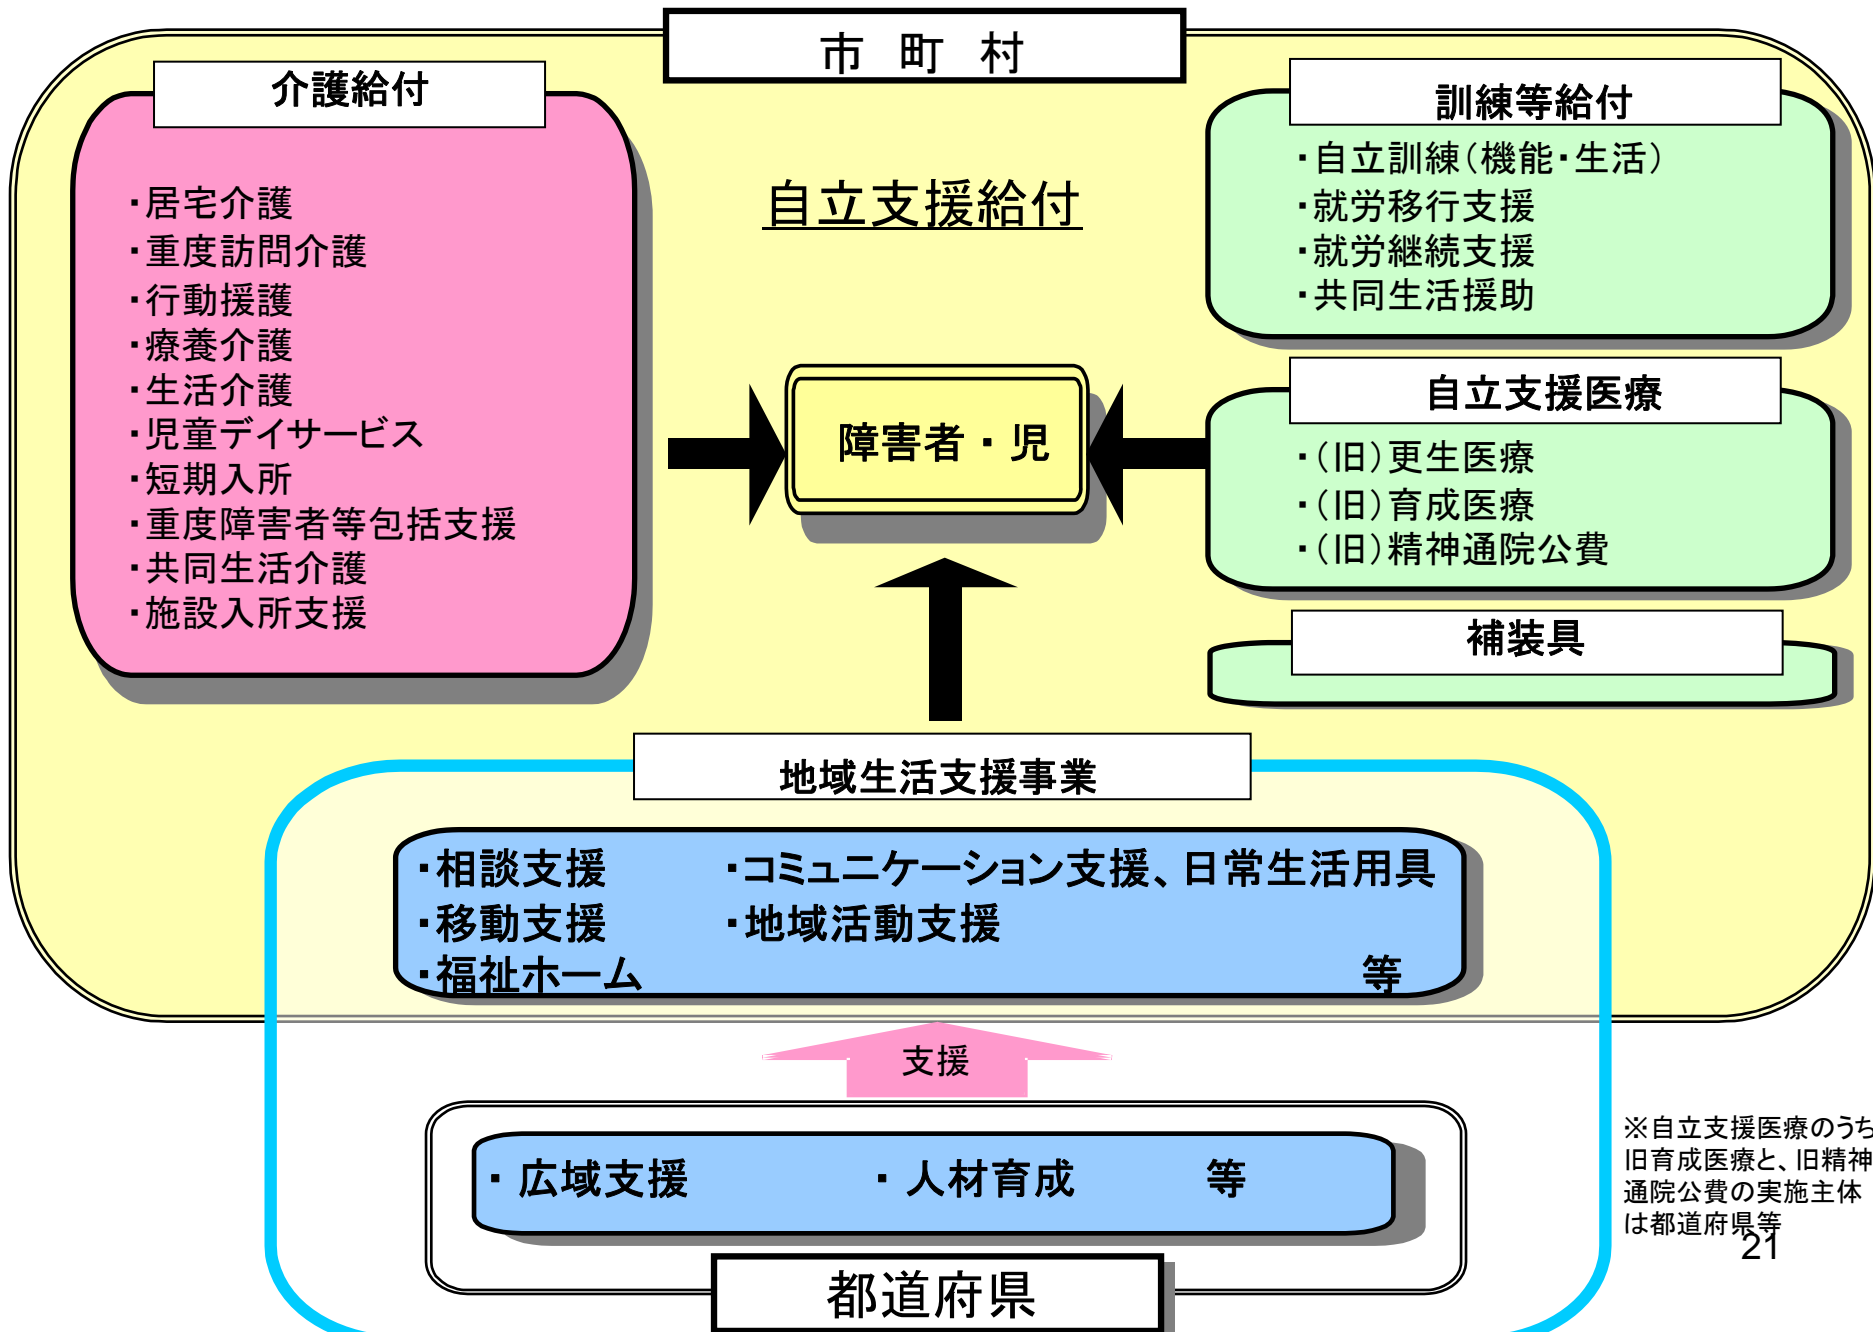 市 町 村
介護給付
・居宅介護
・重度訪問介護
・行動援護
・療養介護
・生活介護
・児童デイサービス
・短期入所
・重度障害者等包括支援
・共同生活介護
・施設入所支援
自立支援給付
障害者・児
訓練等給付
・自立訓練（機能・生活）
・就労移行支援
・就労継続支援
・共同生活援助
自立支援医療
・（旧）更生医療
・（旧）育成医療
・（旧）精神通院公費
補装具
地域生活支援事業
・相談支援 ・コミュニケーション支援、日常生活用具
・移動支援 ・地域活動支援
・福祉ホーム 等
支援
・広域支援 ・人材育成 等
都道府県
※自立支援医療のうち
旧育成医療と、旧精神
通院公費の実施主体
は都道府県等
21